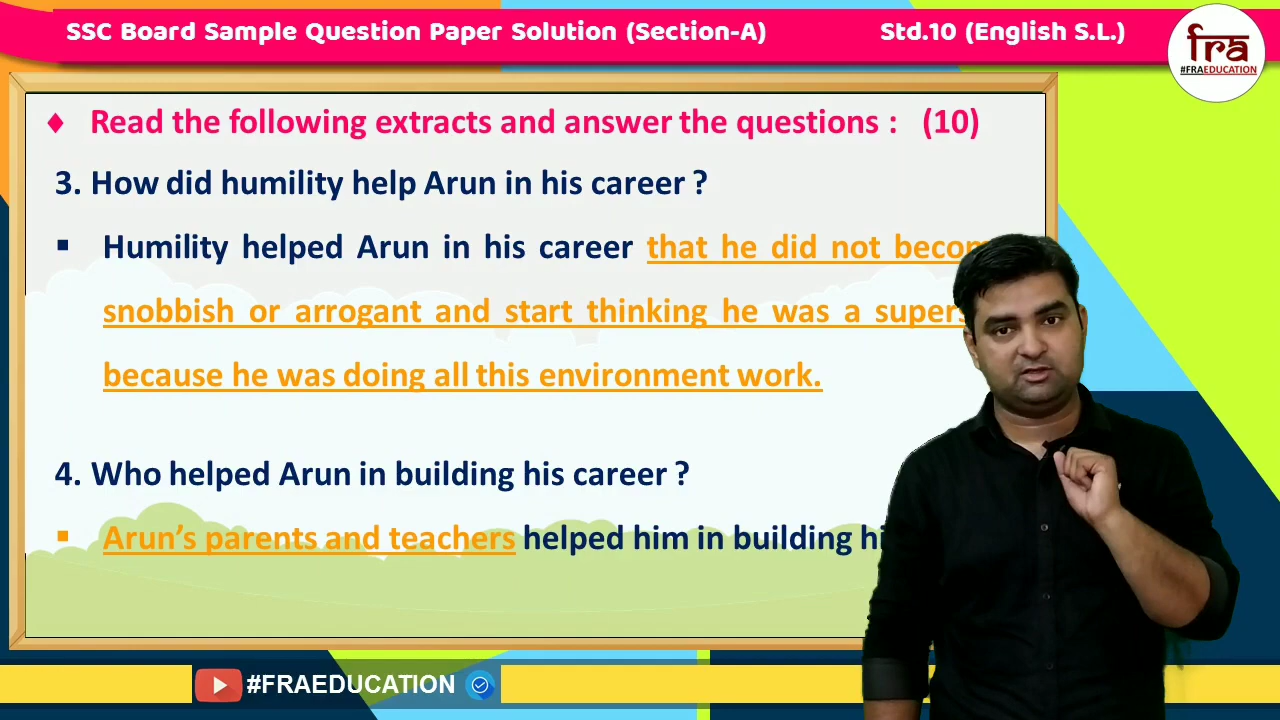 SSC Board Sample Question Paper Solution (Section-A) Std.10 (English S.L.)
fra
#FRAEDUCATION
♦ Read the following extracts and answer the questions : (10)
3. How did humility help Arun in his career ?
▪ Humility helped Arun in his career that he did not
snobbish or arrogant and start thinking he was a
because he was doing all this environment work.
4. Who helped Arun in building his career ?
▪ Arun’s parents and teachers helped him in building
#FRAEDUCATION